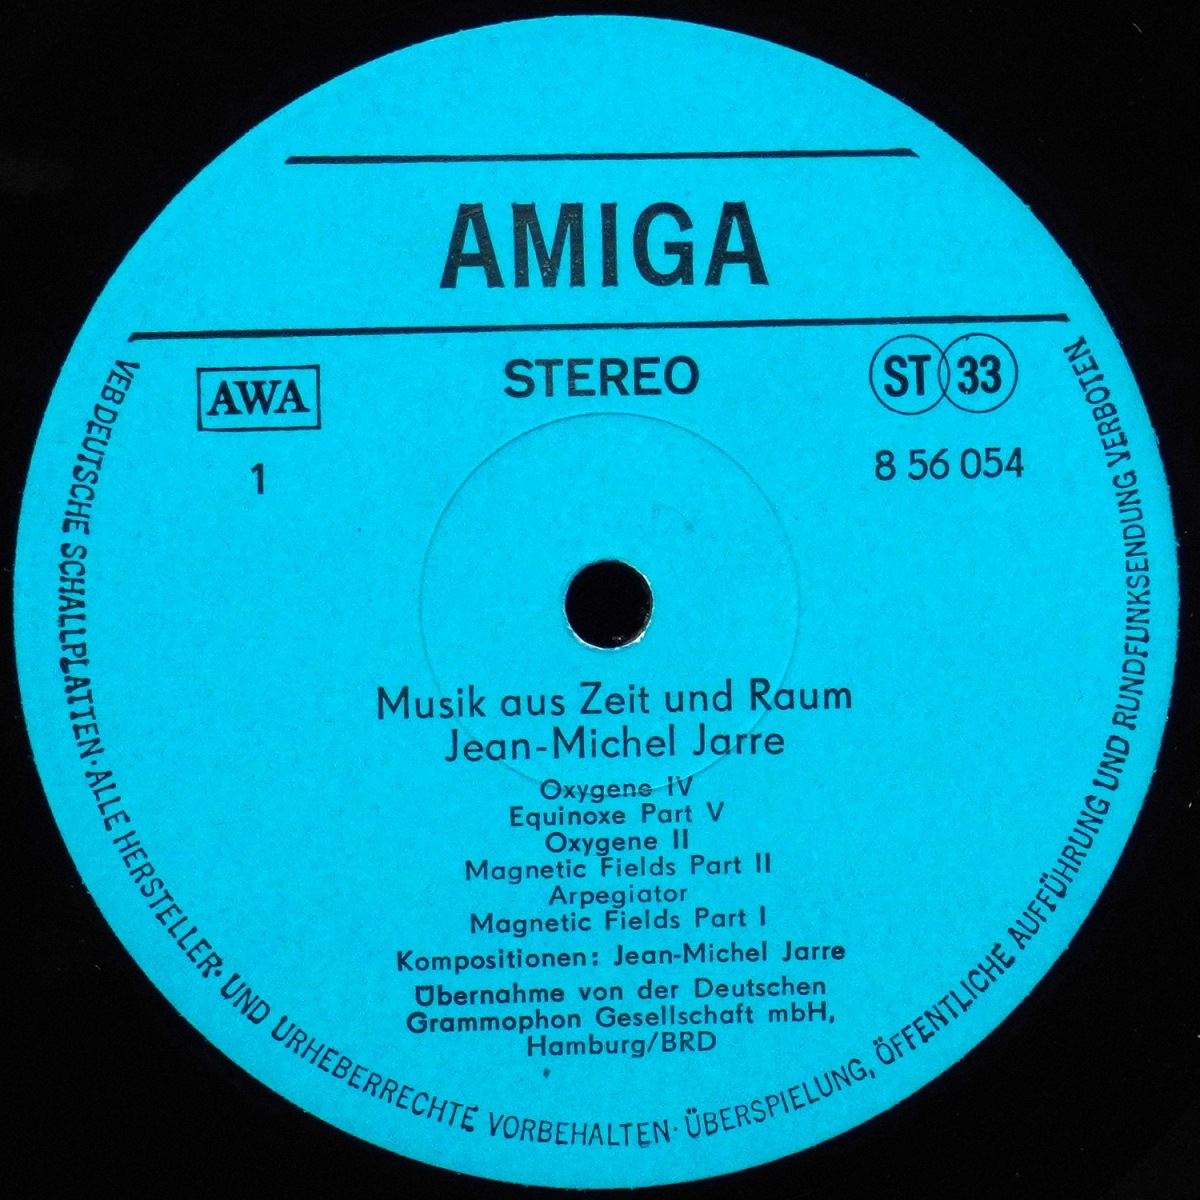 AMIGA
AWA
STEREO
ST 33
1
8 56 054
Musik aus Zeit und Raum
Jean-Michel Jarre
Oxygene IV
Equinoxe Part V
Oxygene II
Magnetic Fields Part II
Arpegiator
Magnetic Fields Part I
Kompositionen: Jean-Michel Jarre
Übernahme von der Deutschen
Grammophon Gesellschaft mbH,
Hamburg/BRD
VEB DEUTSCHE SCHALLPLATTEN · ALLE HERSTELLER- UND URHEBERRECHTE VORBEHALTEN · ÜBERSPIELUNG, ÖFFENTLICHE AUFFÜHRUNG UND RUNDFUNKSENDUNG VERBOTEN